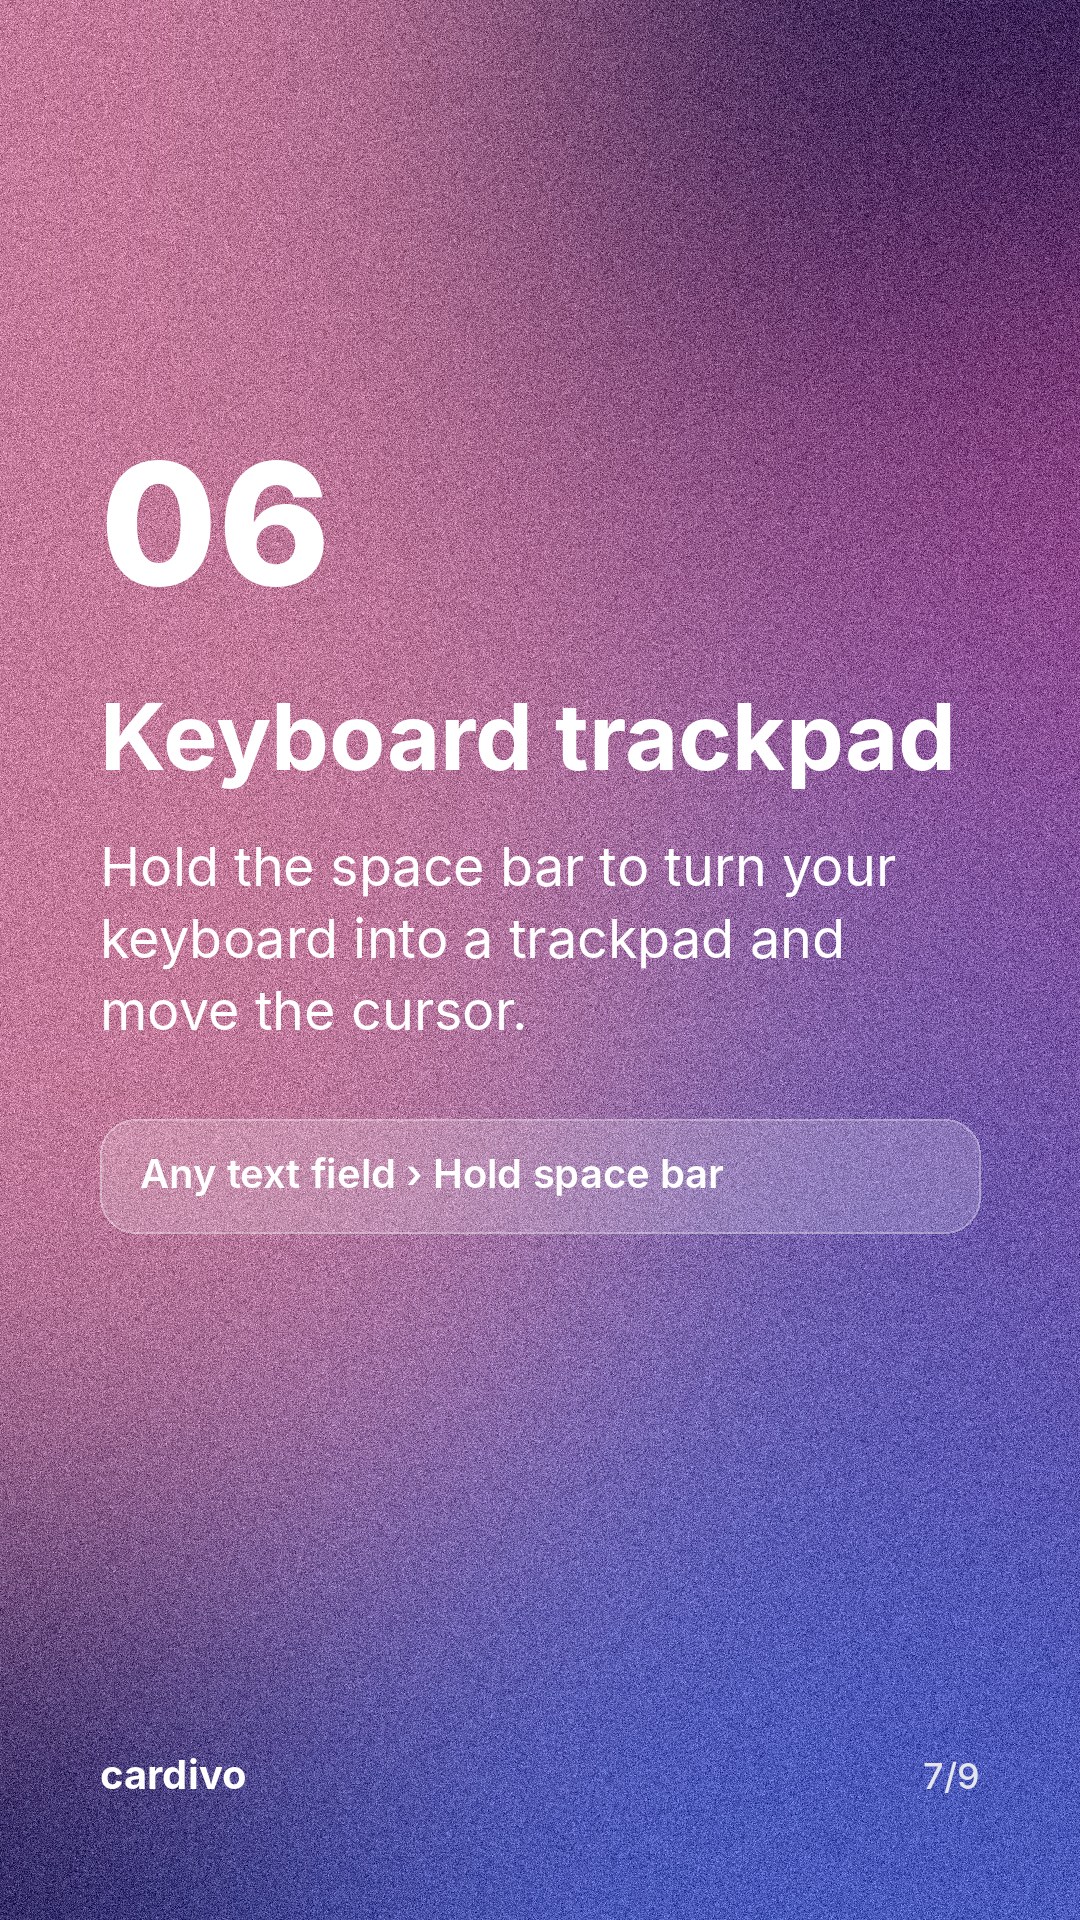 06
Keyboard trackpad
Hold the space bar to turn your
keyboard into a trackpad and
move the cursor.
Any text field › Hold space bar
cardivo
7/9